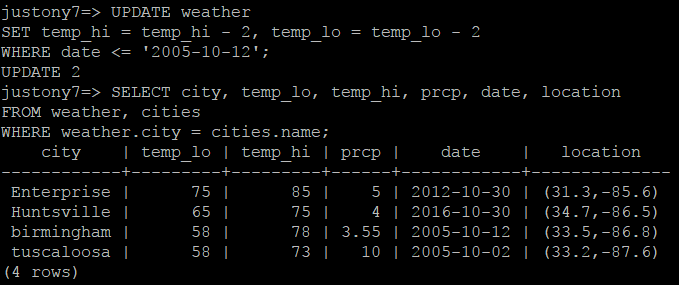 justony7=> UPDATE weather
SET temp_hi = temp_hi - 2, temp_lo = temp_lo - 2
WHERE date <= '2005-10-12';
UPDATE 2
justony7=> SELECT city, temp_lo, temp_hi, prcp, date, location
FROM weather, cities
WHERE weather.city = cities.name;
    city    | temp_lo | temp_hi | prcp |    date    |   location
------------+---------+---------+------+------------+--------------
 Enterprise |      75 |      85 |    5 | 2012-10-30 | (31.3,-85.6)
 Huntsville |      65 |      75 |    4 | 2016-10-30 | (34.7,-86.5)
 birmingham |      58 |      78 | 3.55 | 2005-10-12 | (33.5,-86.8)
 tuscaloosa |      58 |      73 |   10 | 2005-10-02 | (33.2,-87.6)
(4 rows)